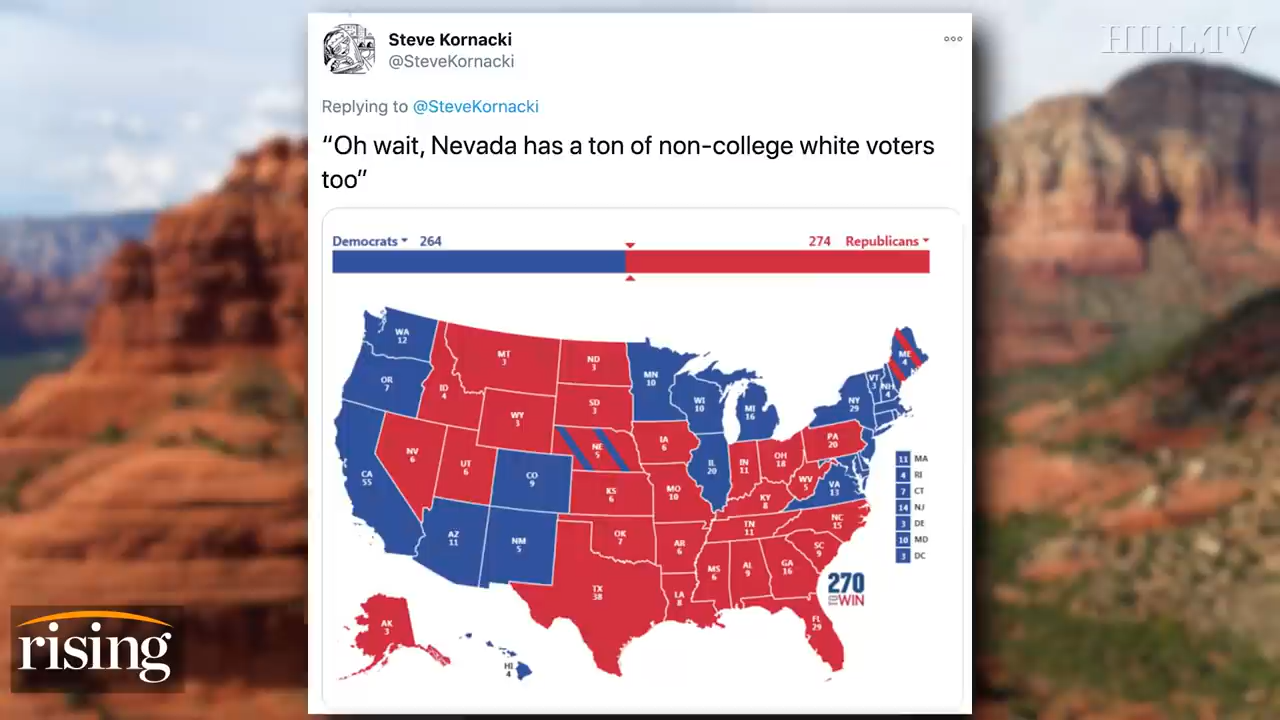 HILL.TV
Steve Kornacki
@SteveKornacki
Replying to @SteveKornacki
“Oh wait, Nevada has a ton of non-college white voters
too”
Democrats 264
274 Republicans
WA
12
MT
3
ND
3
MN
10
ME
4
OR
7
ID
4
SD
3
WI
10
VT
3
NH
4
WY
3
MI
16
NY
29
NV
6
UT
6
NE
5
IA
6
PA
20
CA
55
CO
9
IL
20
IN
11
OH
18
WV
5
VA
13
KS
6
MO
10
KY
8
11 MA
4 RI
7 CT
14 NJ
3 DE
10 MD
3 DC
AZ
11
NM
5
OK
7
AR
6
TN
11
NC
15
SC
9
TX
38
LA
8
MS
6
AL
9
GA
16
FL
29
AK
3
HI
4
270
TO WIN
rising